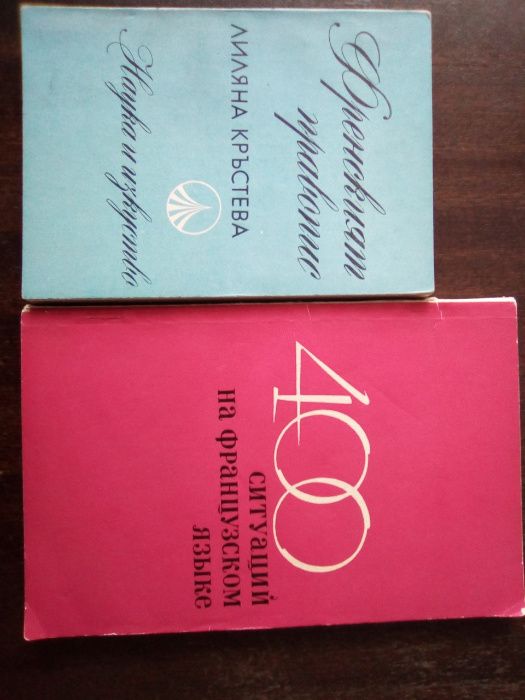 Френският
правопис
ЛИЛЯНА КРЪСТЕВА
Наука и изкуство
400
СИТУАЦИЙ
НА ФРАНЦУЗСКОМ
ЯЗЫКЕ